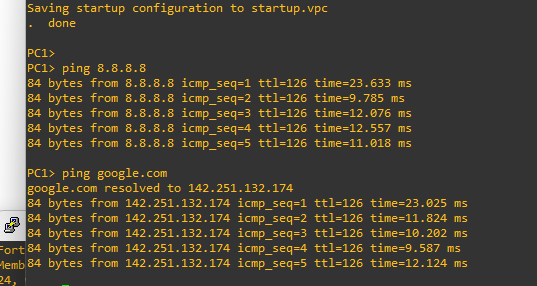 Saving startup configuration to startup.vpc
.  done
PC1>
PC1> ping 8.8.8.8
84 bytes from 8.8.8.8 icmp_seq=1 ttl=126 time=23.633 ms
84 bytes from 8.8.8.8 icmp_seq=2 ttl=126 time=9.785 ms
84 bytes from 8.8.8.8 icmp_seq=3 ttl=126 time=12.076 ms
84 bytes from 8.8.8.8 icmp_seq=4 ttl=126 time=12.557 ms
84 bytes from 8.8.8.8 icmp_seq=5 ttl=126 time=11.018 ms
PC1> ping google.com
google.com resolved to 142.251.132.174
84 bytes from 142.251.132.174 icmp_seq=1 ttl=126 time=23.025 ms
84 bytes from 142.251.132.174 icmp_seq=2 ttl=126 time=11.824 ms
84 bytes from 142.251.132.174 icmp_seq=3 ttl=126 time=10.202 ms
84 bytes from 142.251.132.174 icmp_seq=4 ttl=126 time=9.587 ms
84 bytes from 142.251.132.174 icmp_seq=5 ttl=126 time=12.124 ms
Fort
Memb
24,